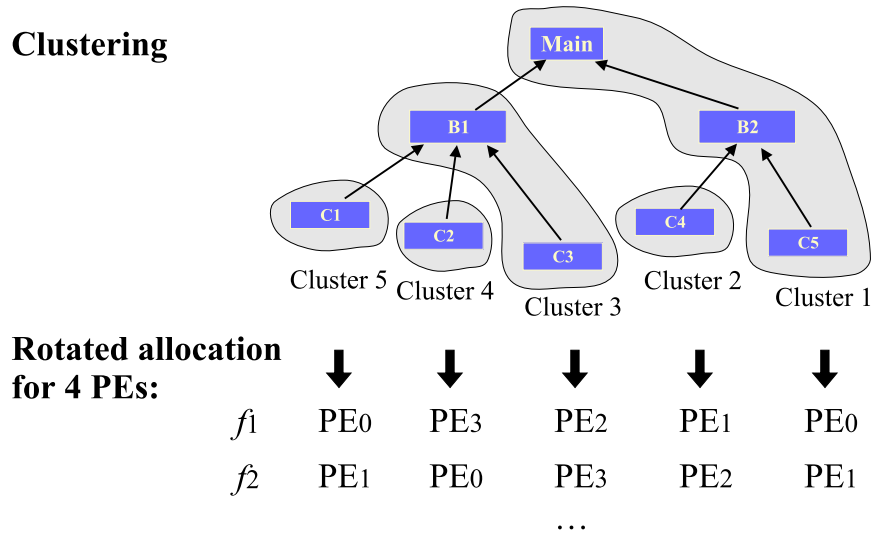 Clustering
Main
B1
B2
C1
C2
C3
C4
C5
Cluster 5
Cluster 4
Cluster 3
Cluster 2
Cluster 1
Rotated allocation
for 4 PEs:
f1 PE0 PE3 PE2 PE1 PE0
f2 PE1 PE0 PE3 PE2 PE1
…